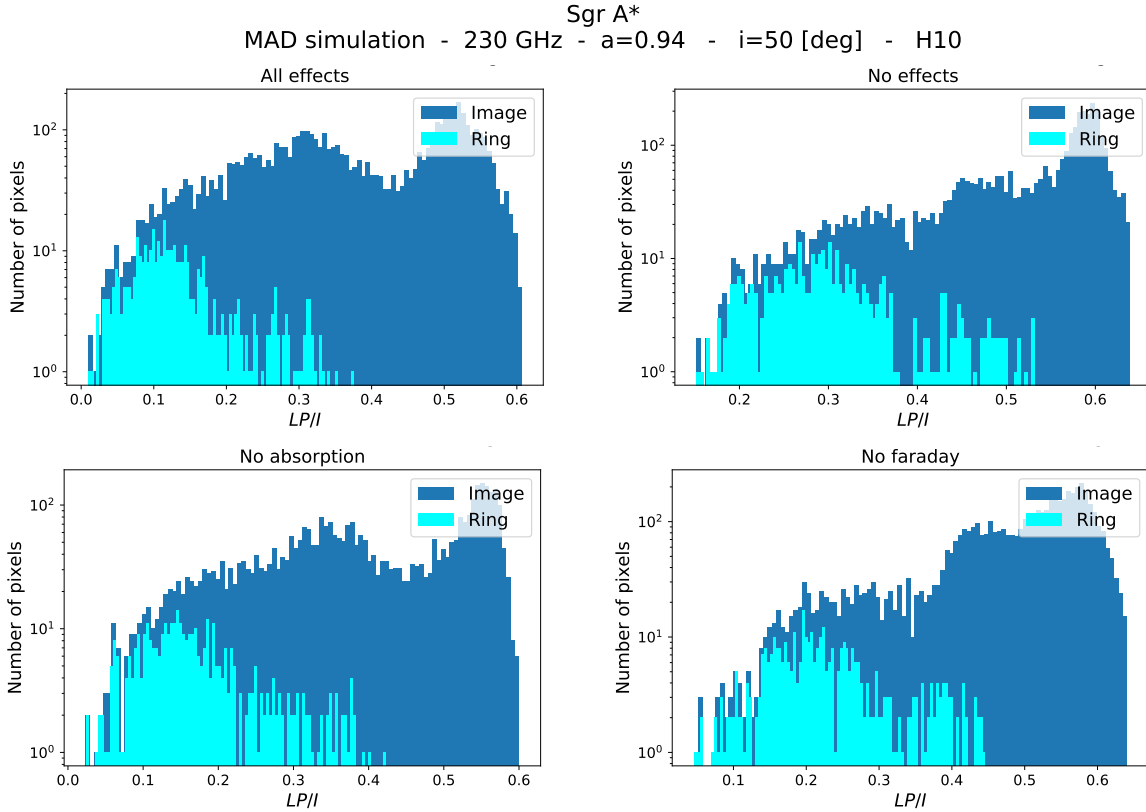 Sgr A*
MAD simulation - 230 GHz - a=0.94 - i=50 [deg] - H10
All effects
Number of pixels
10²
10¹
10⁰
Image
Ring
0.0 0.1 0.2 0.3 0.4 0.5 0.6
LP/I
No effects
Number of pixels
10²
10¹
10⁰
Image
Ring
0.2 0.3 0.4 0.5 0.6
LP/I
No absorption
Number of pixels
10²
10¹
10⁰
Image
Ring
0.0 0.1 0.2 0.3 0.4 0.5 0.6
LP/I
No faraday
Number of pixels
10²
10¹
10⁰
Image
Ring
0.1 0.2 0.3 0.4 0.5 0.6
LP/I